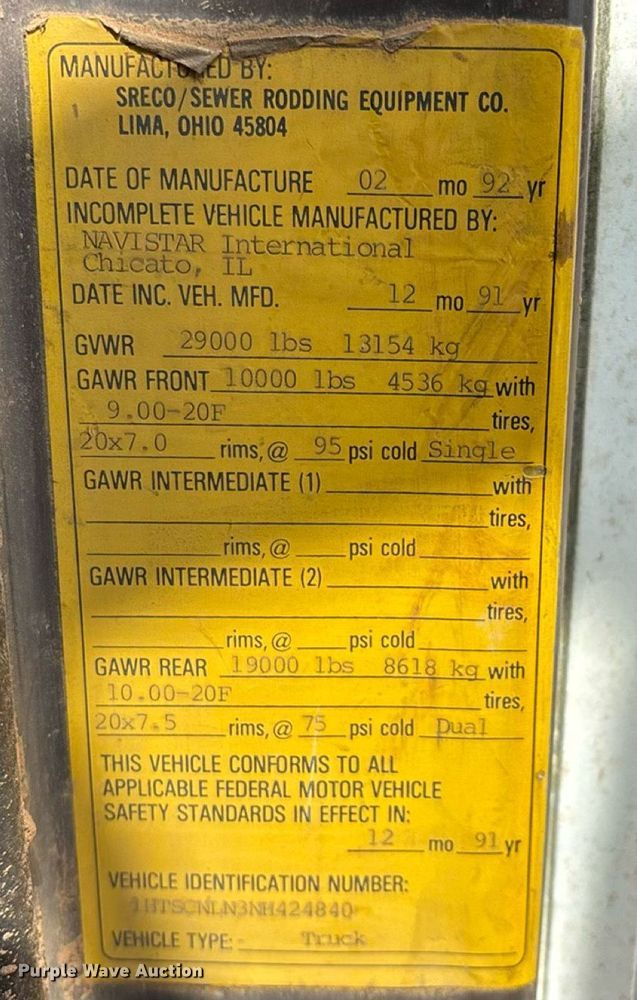 MANUFACTURED BY:
SRECO/SEWER RODDING EQUIPMENT CO.
LIMA, OHIO 45804
DATE OF MANUFACTURE 02 mo 92 yr
INCOMPLETE VEHICLE MANUFACTURED BY:
NAVISTAR International
Chicato, IL
DATE INC. VEH. MFD. 12 mo 91 yr
GVWR 29000 lbs 13154 kg
GAWR FRONT 10000 lbs 4536 kg with
9.00-20F tires,
20x7.0 rims, @ 95 psi cold Single
GAWR INTERMEDIATE (1) with
tires,
rims, @ psi cold
GAWR INTERMEDIATE (2) with
tires,
rims, @ psi cold
GAWR REAR 19000 lbs 8618 kg with
10.00-20F tires,
20x7.5 rims, @ 75 psi cold Dual
THIS VEHICLE CONFORMS TO ALL
APPLICABLE FEDERAL MOTOR VEHICLE
SAFETY STANDARDS IN EFFECT IN:
12 mo 91 yr
VEHICLE IDENTIFICATION NUMBER:
1HTSCNLN3NH424840
VEHICLE TYPE: Truck
Purple Wave Auction